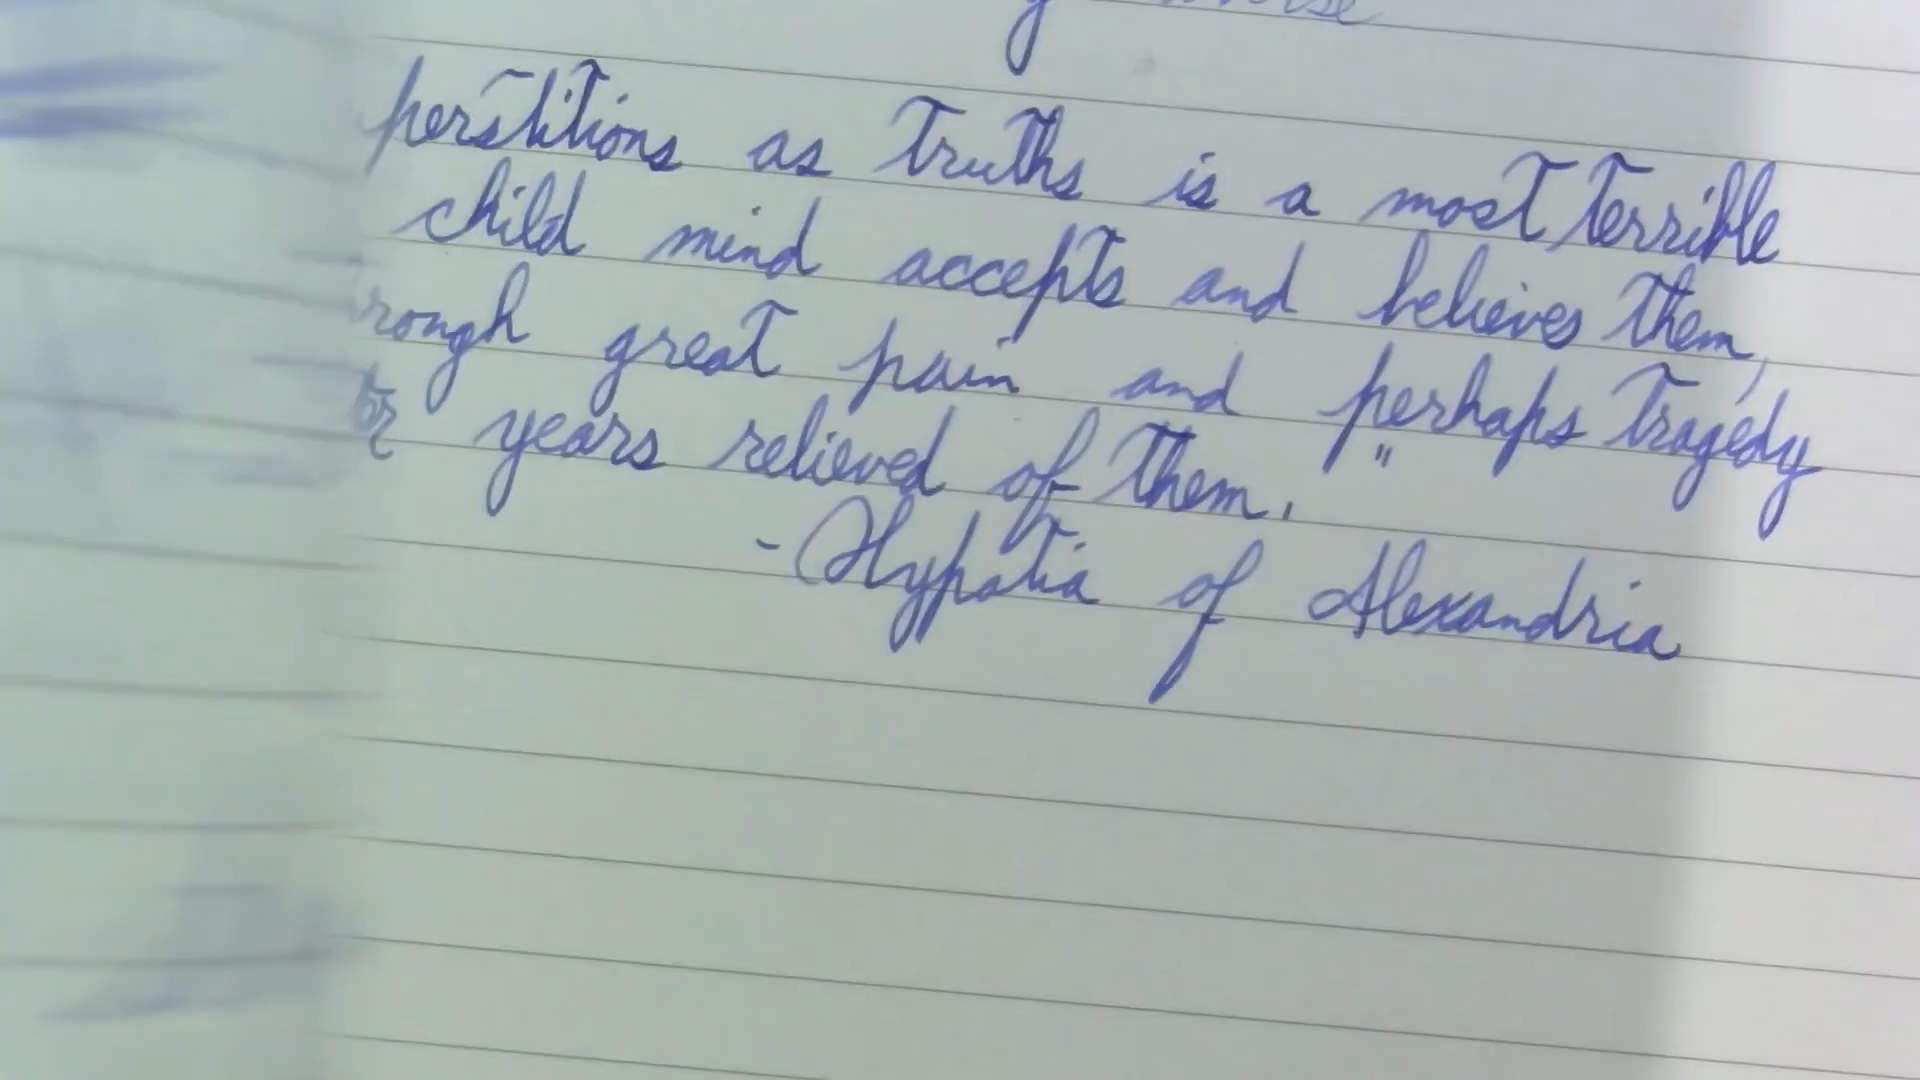 perstitions as truths is a most terrible
child mind accepts and believes them,
rough great pain and perhaps tragedy
years relieved of them."
-Hypatia of Alexandria